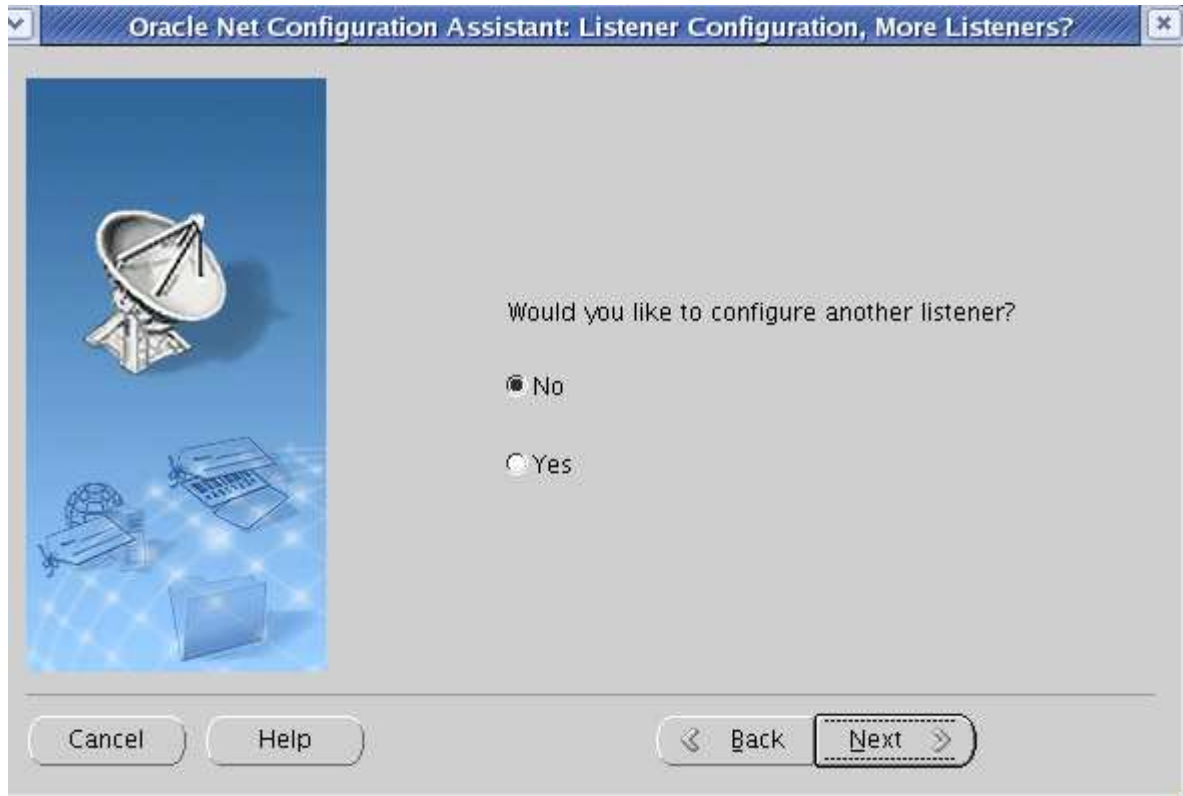 Oracle Net Configuration Assistant: Listener Configuration, More Listeners?
Would you like to configure another listener?
No
Yes
Cancel
Help
Back
Next